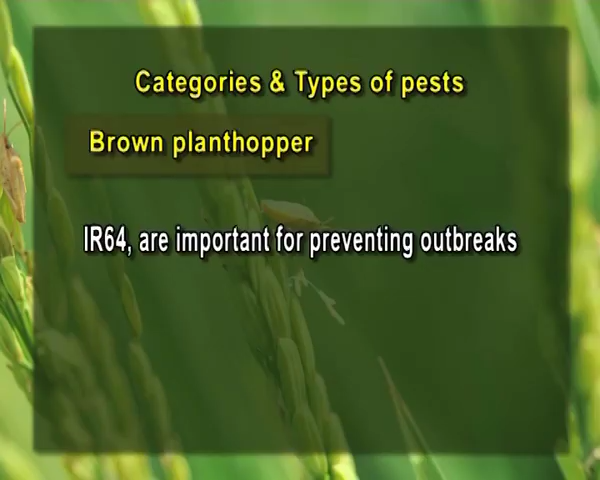 Categories & Types of pests
Brown planthopper
IR64, are important for preventing outbreaks